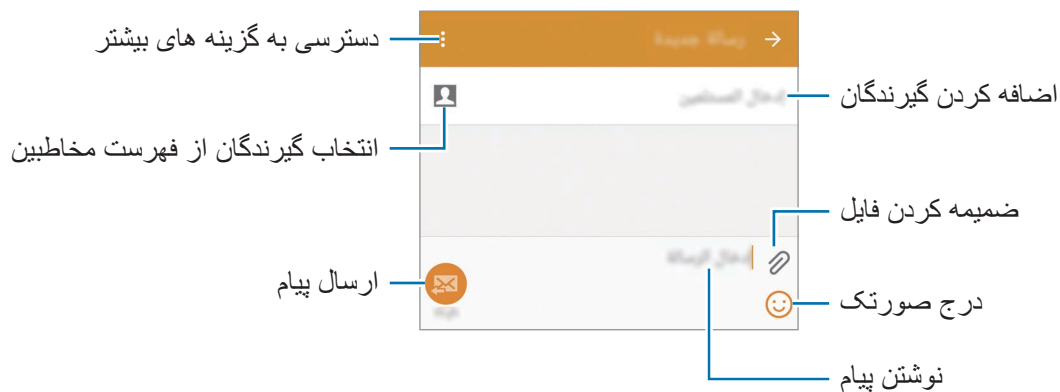 دسترسی به گزینه های بیشتر
اضافه کردن گیرندگان
انتخاب گیرندگان از فهرست مخاطبین
ضمیمه کردن فایل
ارسال پیام
درج صورتک
نوشتن پیام